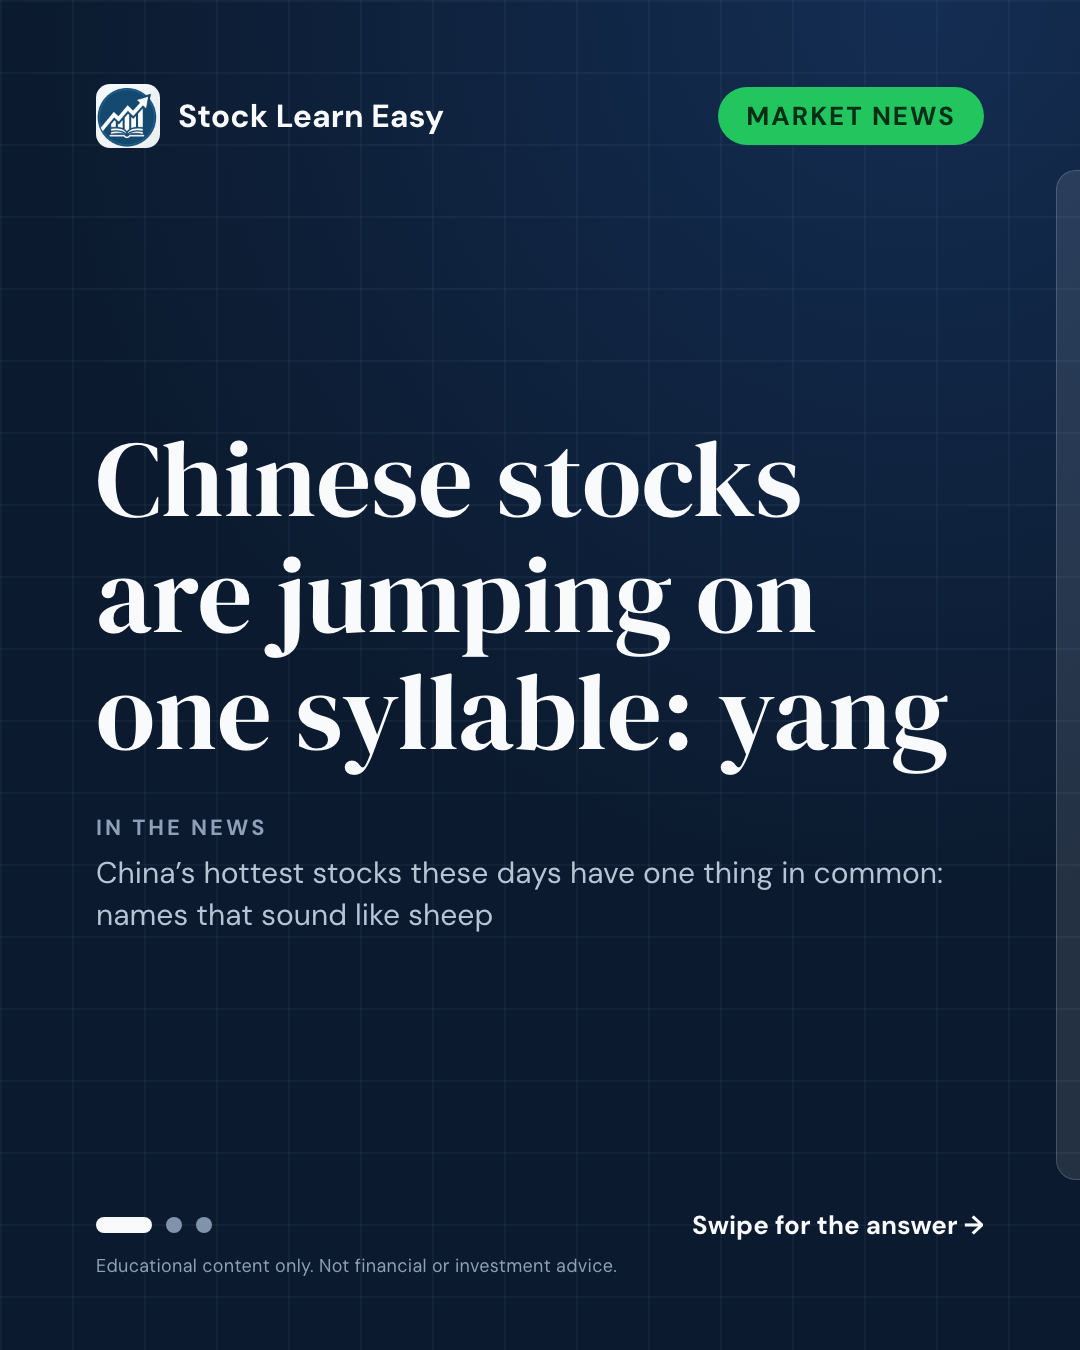 Stock Learn Easy
MARKET NEWS
Chinese stocks
are jumping on
one syllable: yang
IN THE NEWS
China’s hottest stocks these days have one thing in common:
names that sound like sheep
Swipe for the answer →
Educational content only. Not financial or investment advice.